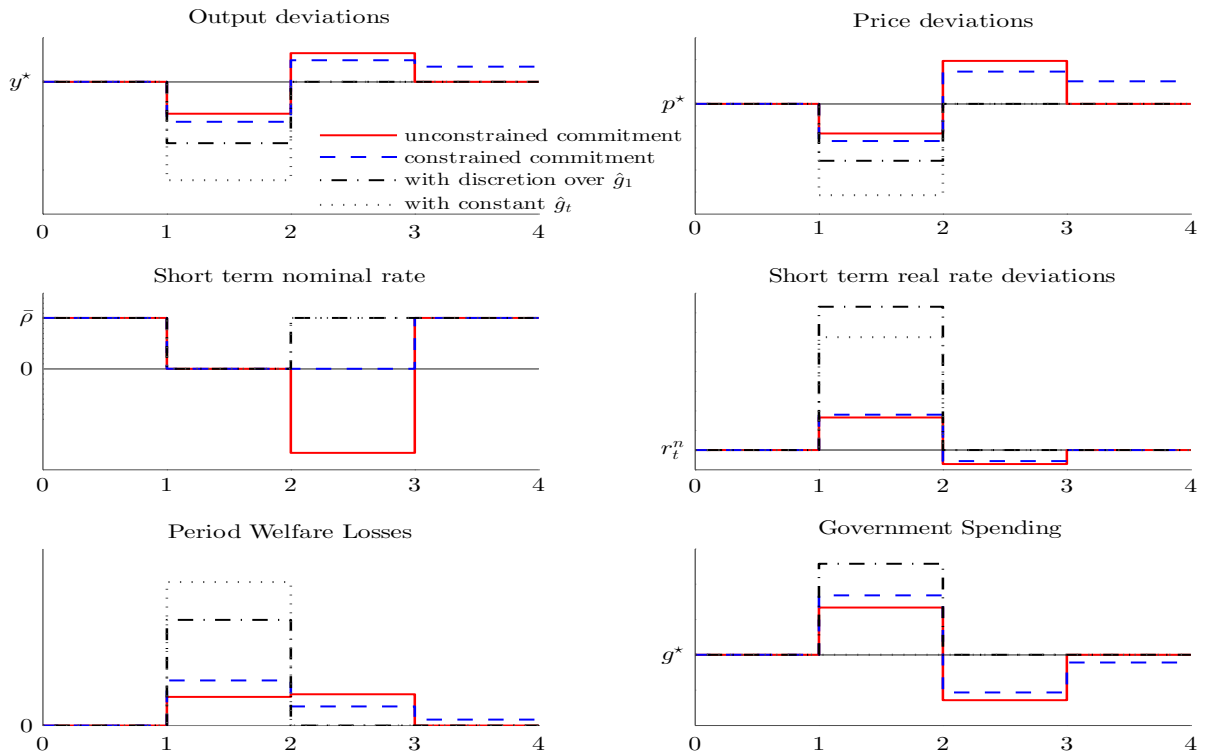 Output deviations
y⋆
unconstrained commitment
constrained commitment
with discretion over ĝ₁
with constant ĝₜ
0 1 2 3 4
Price deviations
p⋆
0 1 2 3 4
Short term nominal rate
ρ̄
0
0 1 2 3 4
Short term real rate deviations
rₜⁿ
0 1 2 3 4
Period Welfare Losses
0
0 1 2 3 4
Government Spending
g⋆
0 1 2 3 4